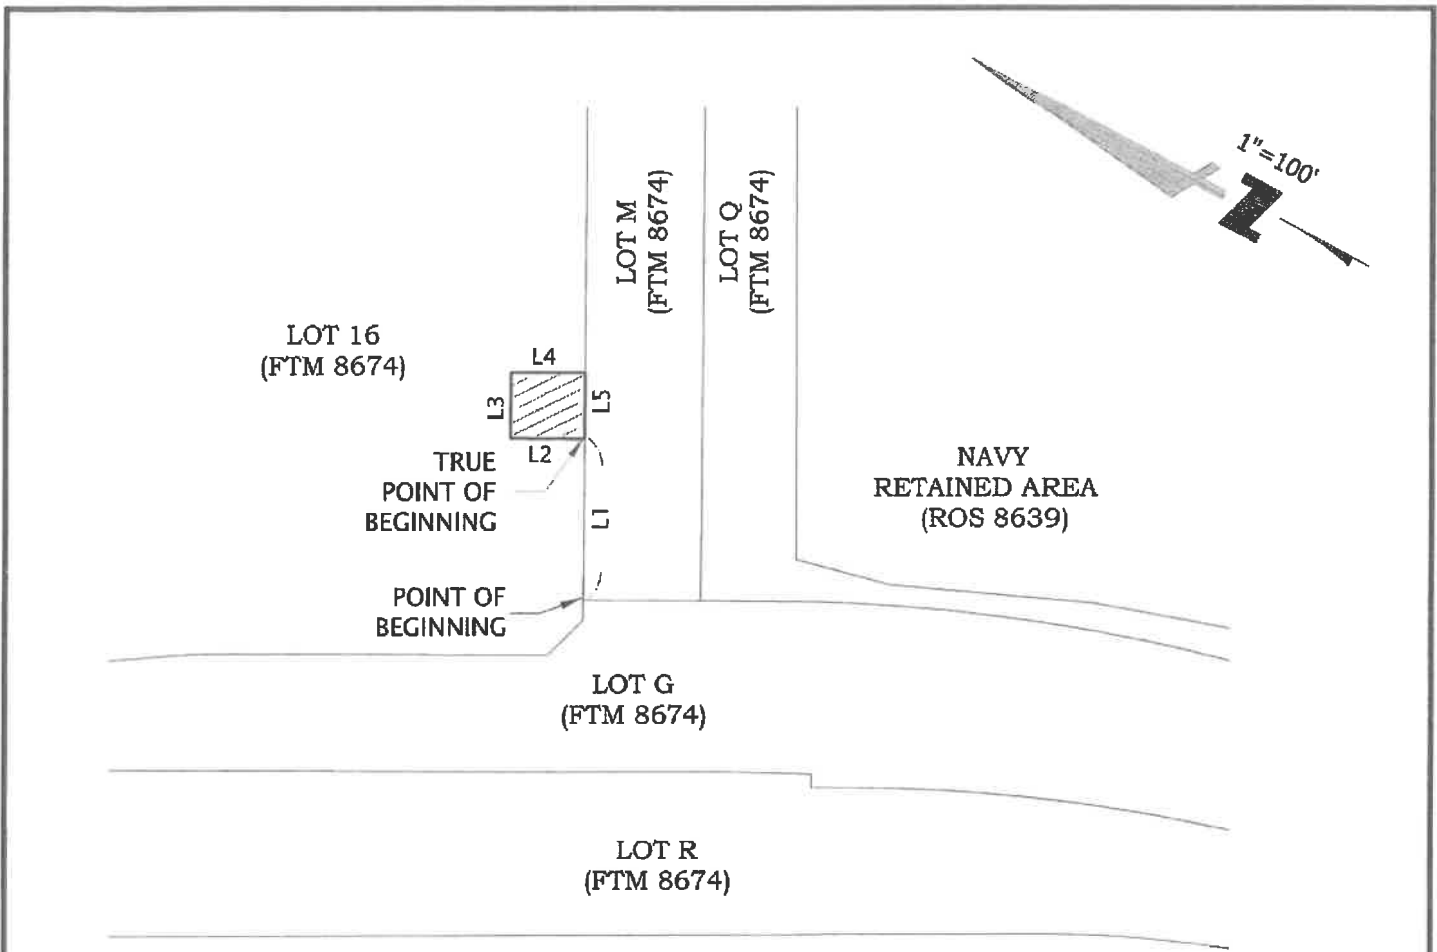 1"=100'
LOT M
(FTM 8674)
LOT Q
(FTM 8674)
LOT 16
(FTM 8674)
L4
L3
L5
L2
TRUE
POINT OF
BEGINNING
L1
NAVY
RETAINED AREA
(ROS 8639)
POINT OF
BEGINNING
LOT G
(FTM 8674)
LOT R
(FTM 8674)